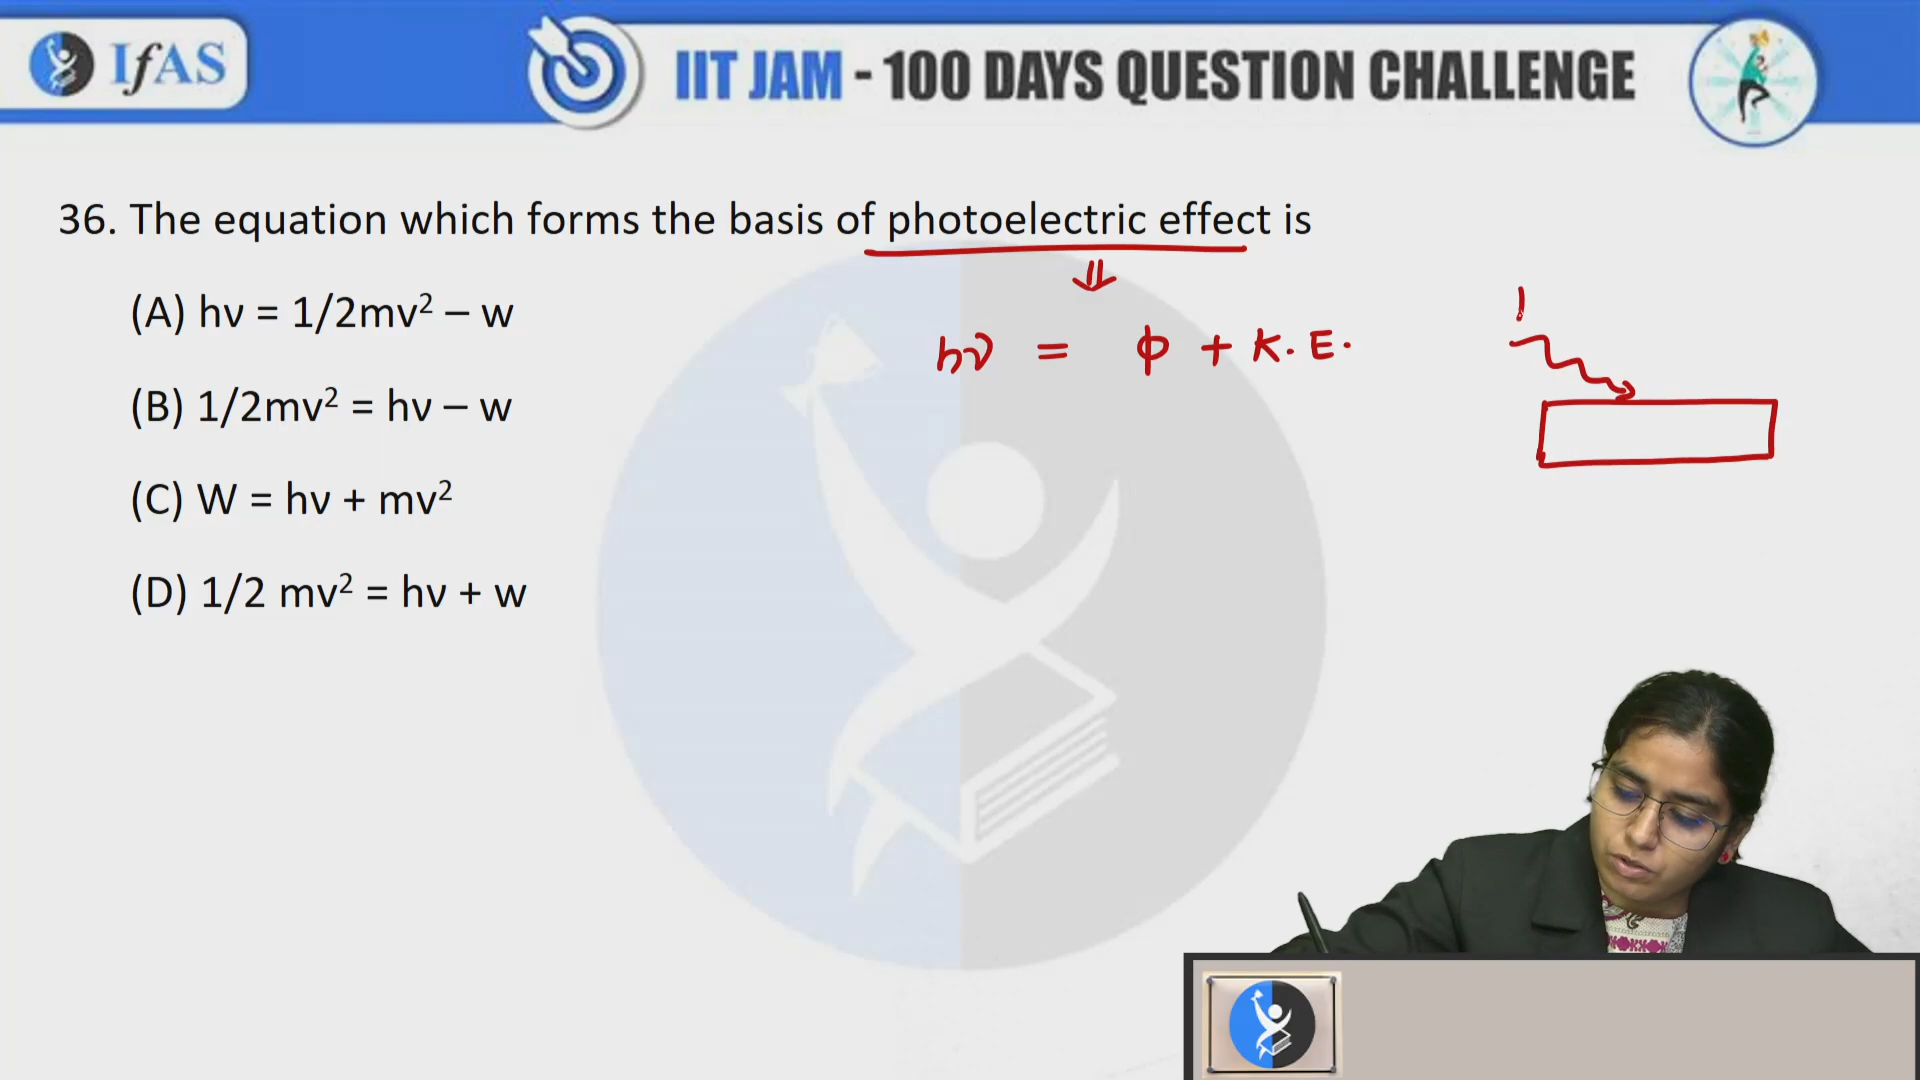 IfAS
IIT JAM - 100 DAYS QUESTION CHALLENGE
36. The equation which forms the basis of photoelectric effect is
(A) hν = 1/2mv² – w
hν = φ + K.E.
(B) 1/2mv² = hν – w
(C) W = hν + mv²
(D) 1/2 mv² = hν + w